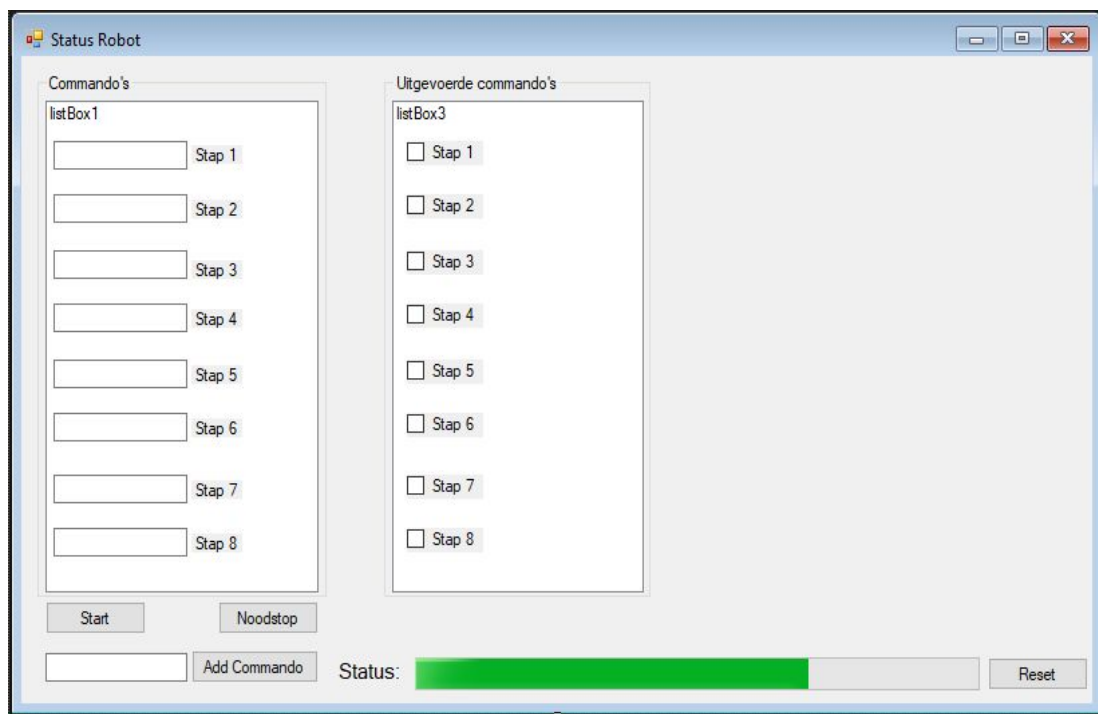 Status Robot
Commando's
listBox1
Stap 1
Stap 2
Stap 3
Stap 4
Stap 5
Stap 6
Stap 7
Stap 8
Uitgevoerde commando's
listBox3
Stap 1
Stap 2
Stap 3
Stap 4
Stap 5
Stap 6
Stap 7
Stap 8
Start
Noodstop
Add Commando
Status:
Reset